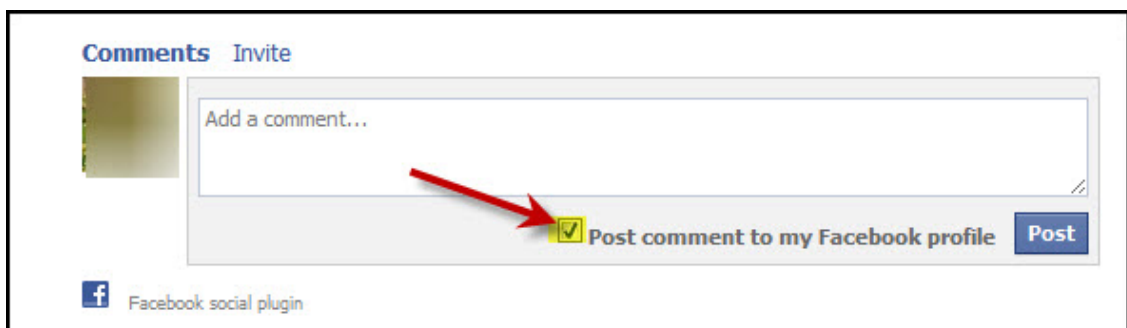 Comments Invite
Add a comment...
Post comment to my Facebook profile Post
f Facebook social plugin